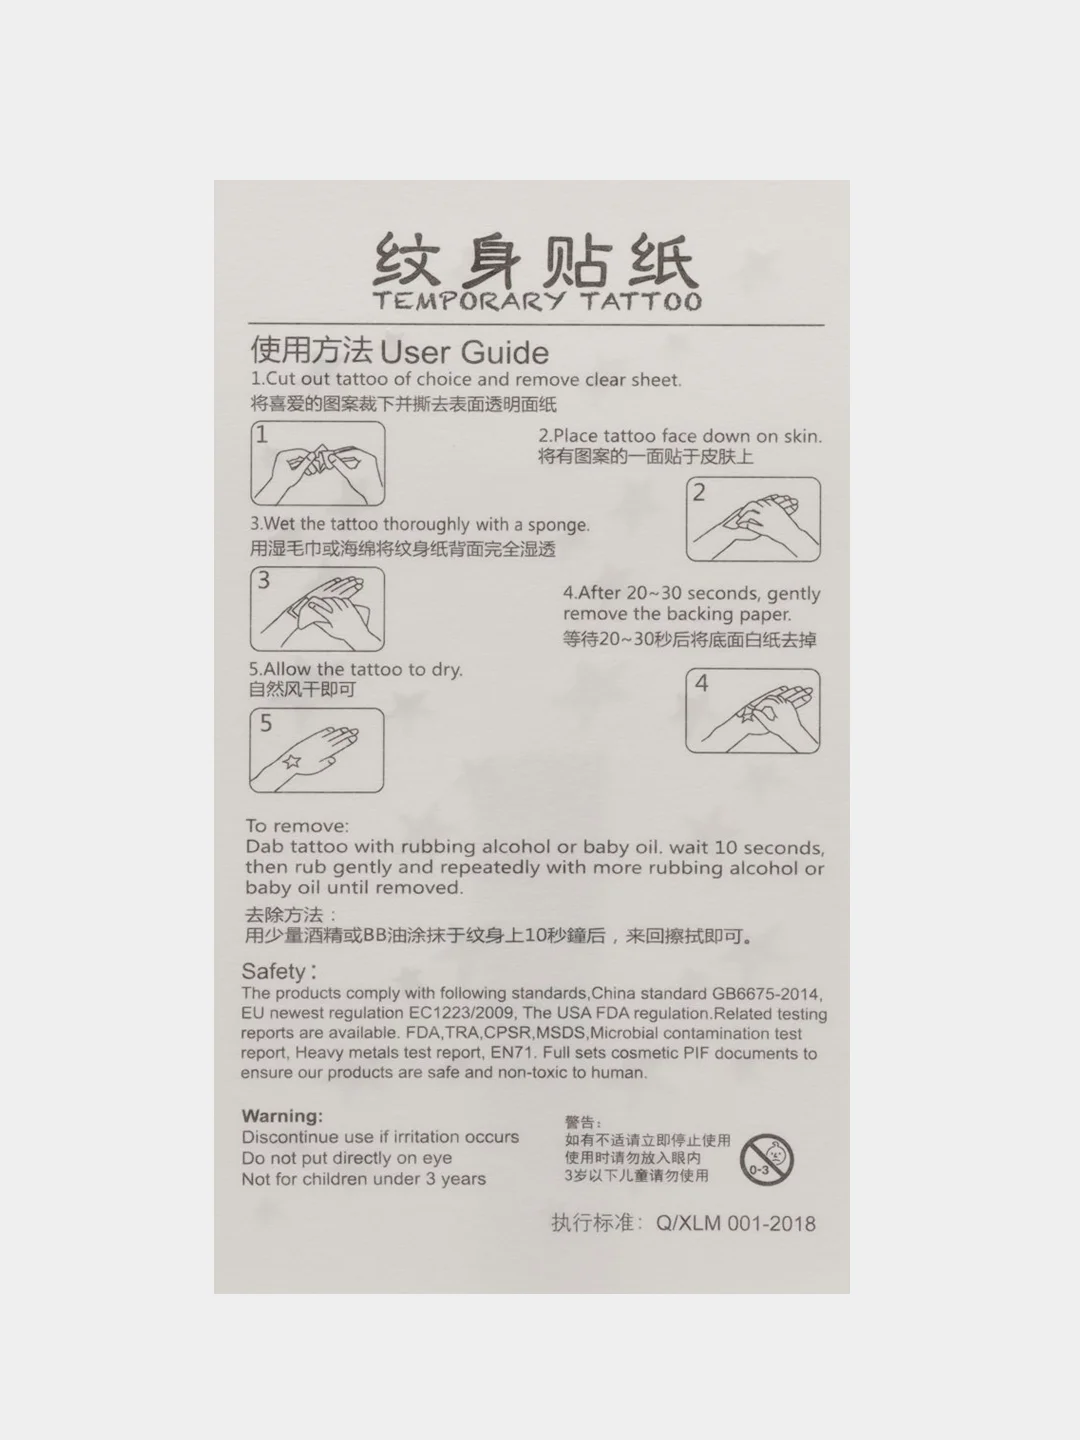 纹身贴纸
TEMPORARY TATTOO
使用方法 User Guide
1.Cut out tattoo of choice and remove clear sheet.
将喜爱的图案裁下并撕去表面透明面纸
1
2.Place tattoo face down on skin.
将有图案的一面贴于皮肤上
2
3.Wet the tattoo thoroughly with a sponge.
用湿毛巾或海绵将纹身纸背面完全湿透
3
4.After 20~30 seconds, gently
remove the backing paper.
等待20~30秒后将底面白纸去掉
4
5.Allow the tattoo to dry.
自然风干即可
5
To remove:
Dab tattoo with rubbing alcohol or baby oil. wait 10 seconds,
then rub gently and repeatedly with more rubbing alcohol or
baby oil until removed.
去除方法：
用少量酒精或BB油涂抹于纹身上10秒鐘后，来回擦拭即可。
Safety：
The products comply with following standards,China standard GB6675-2014,
EU newest regulation EC1223/2009, The USA FDA regulation.Related testing
reports are available. FDA,TRA,CPSR,MSDS,Microbial contamination test
report, Heavy metals test report, EN71. Full sets cosmetic PIF documents to
ensure our products are safe and non-toxic to human.
Warning:
Discontinue use if irritation occurs
Do not put directly on eye
Not for children under 3 years
警告：
如有不适请立即停止使用
使用时请勿放入眼内
3岁以下儿童请勿使用
0-3
执行标准：Q/XLM 001-2018